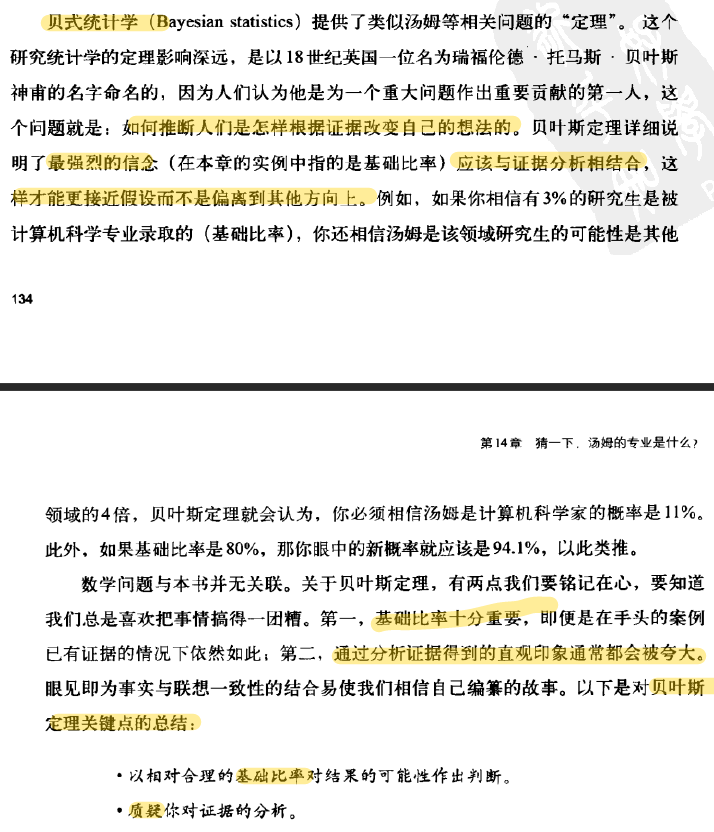 贝式统计学（Bayesian statistics）提供了类似汤姆等相关问题的“定理”。 这个
研究统计学的定理影响深远，是以18世纪英国一位名为瑞福伦德·托马斯·贝叶斯
神甫的名字命名的，因为人们认为他是为一个重大问题作出重要贡献的第一人，这
个问题就是：如何推断人们是怎样根据证据改变自己的想法的。贝叶斯定理详细说
明了最强烈的信念（在本章的实例中指的是基础比率）应该与证据分析相结合，这
样才能更接近假设而不是偏离到其他方向上。例如，如果你相信有3%的研究生是被
计算机科学专业录取的（基础比率），你还相信汤姆是该领域研究生的可能性是其他
134
第14章 猜一下，汤姆的专业是什么？
领域的4倍，贝叶斯定理就会认为，你必须相信汤姆是计算机科学家的概率是11%。
此外，如果基础比率是80%，那你眼中的新概率就应该是94.1%，以此类推。
数学问题与本书并无关联。关于贝叶斯定理，有两点我们要铭记在心，要知道
我们总是喜欢把事情搞得一团糟。第一，基础比率十分重要，即便是在手头的案例
已有证据的情况下依然如此；第二，通过分析证据得到的直观印象通常都会被夸大。
眼见即为事实与联想一致性的结合易使我们相信自己编纂的故事。以下是对贝叶斯
定理关键点的总结：
·以相对合理的基础比率对结果的可能性作出判断。
·质疑你对证据的分析。